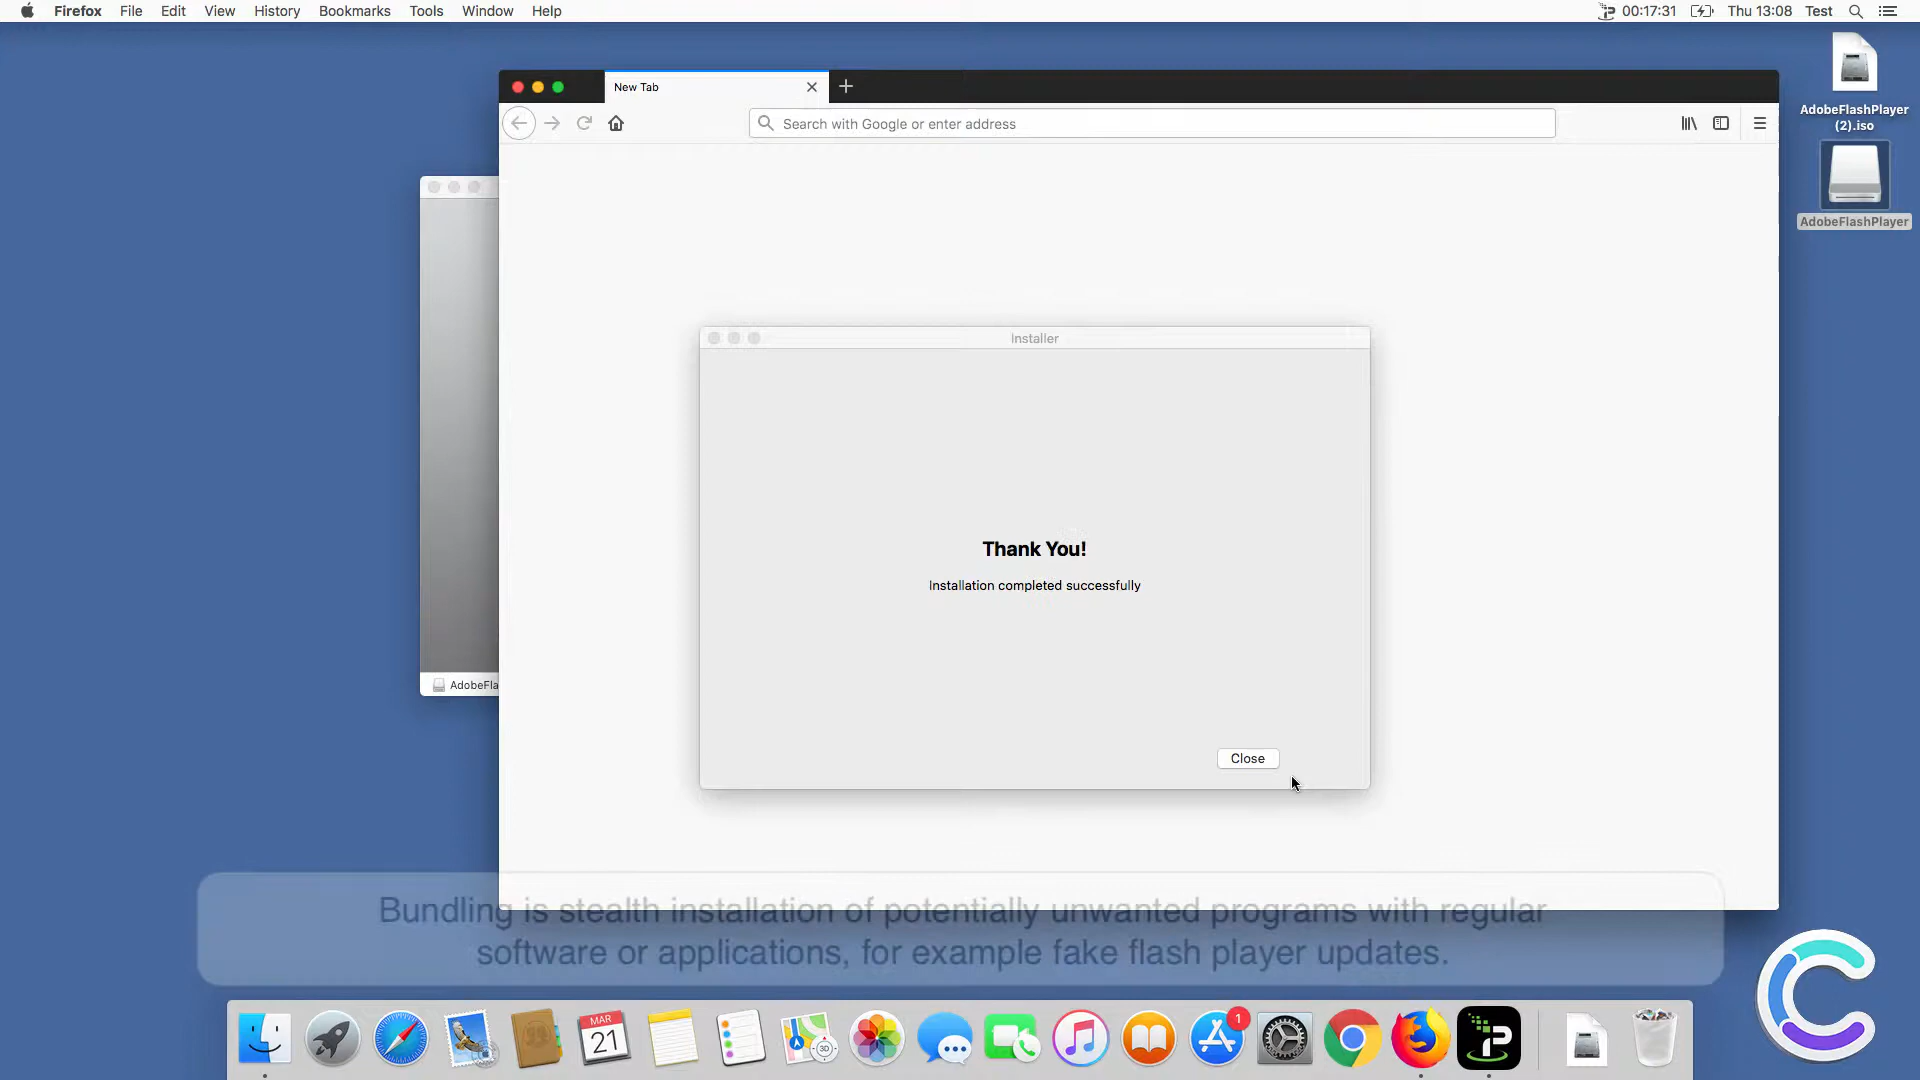 Firefox File Edit View History Bookmarks Tools Window Help 00:17:31 Thu 13:08 Test
New Tab
Search with Google or enter address
AdobeFlashPlayer
(2).iso
AdobeFlashPlayer
Installer
Thank You!
Installation completed successfully
AdobeFla
Close
Bundling is stealth installation of potentially unwanted programs with regular
software or applications, for example fake flash player updates.
MAR
21
3D
1